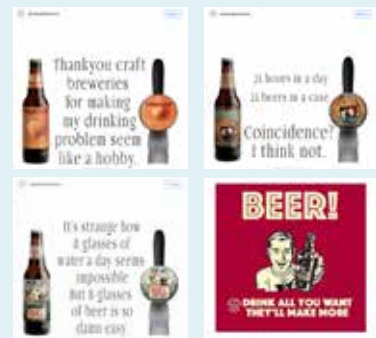 Thankyou craft
breweries
for making
my drinking
problem seem
like a hobby.
24 hours in a day
24 beers in a case
Coincidence?
I think not.
It's strange how
8 glasses of
water a day seems
impossible
But 8 glasses
of beer is so
damn easy
BEER!
DRINK ALL YOU WANT
THEY'LL MAKE MORE